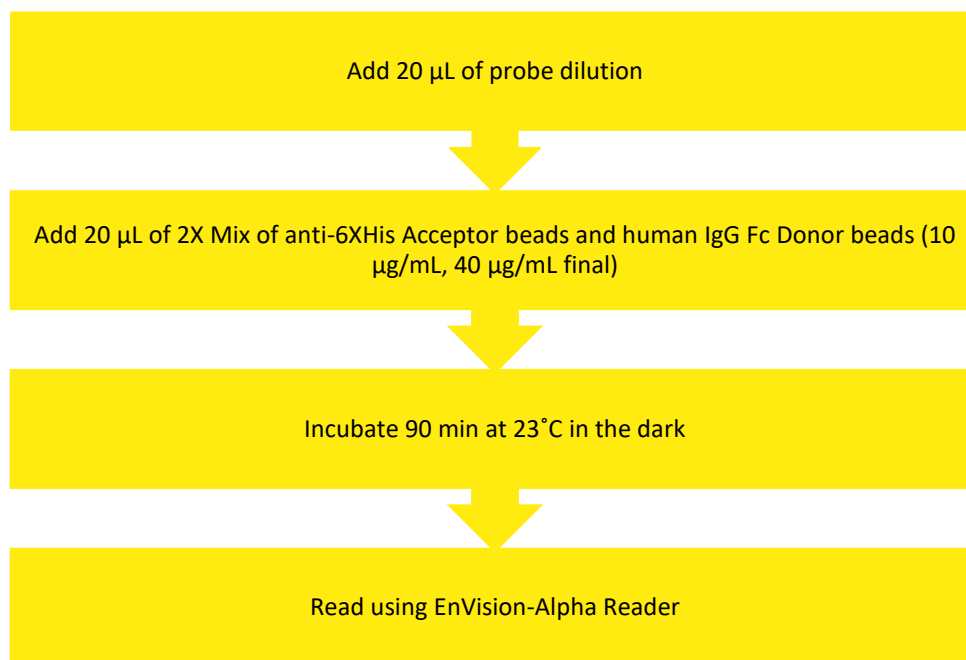 Add 20 µL of probe dilution
Add 20 µL of 2X Mix of anti-6XHis Acceptor beads and human IgG Fc Donor beads (10
µg/mL, 40 µg/mL final)
Incubate 90 min at 23˚C in the dark
Read using EnVision-Alpha Reader